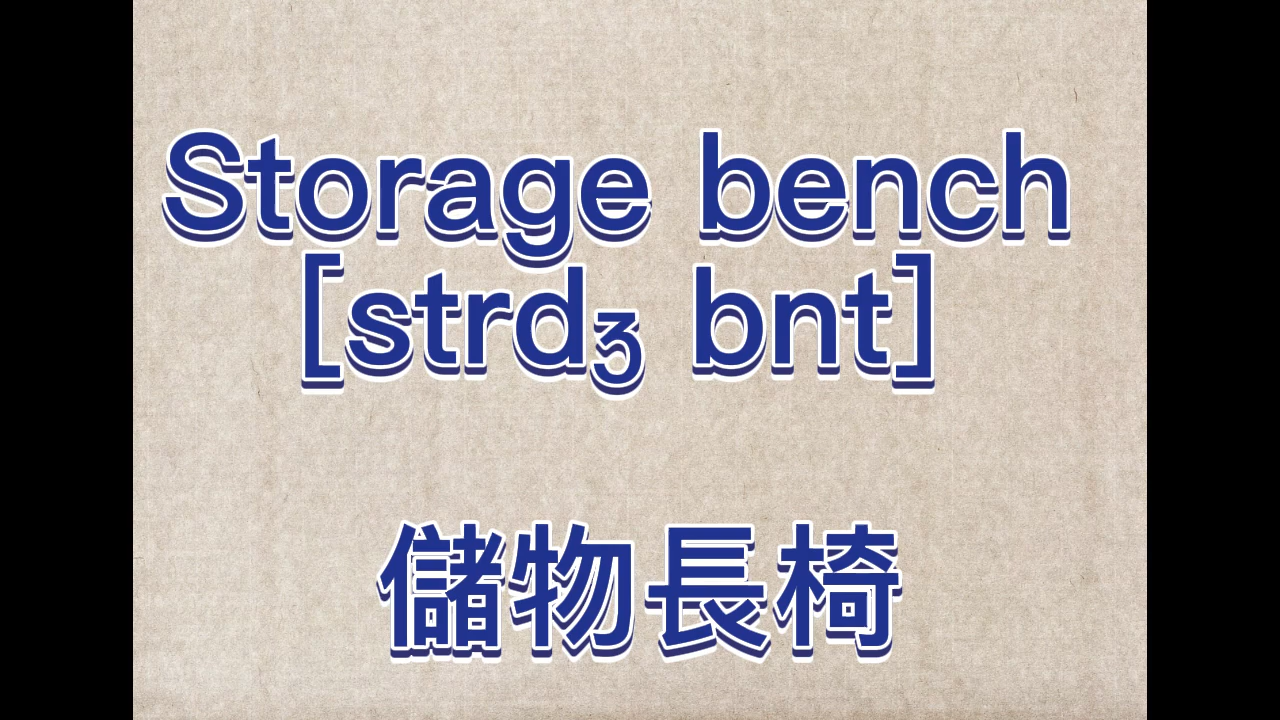 Storage bench
[strdʒ bnt]
儲物長椅